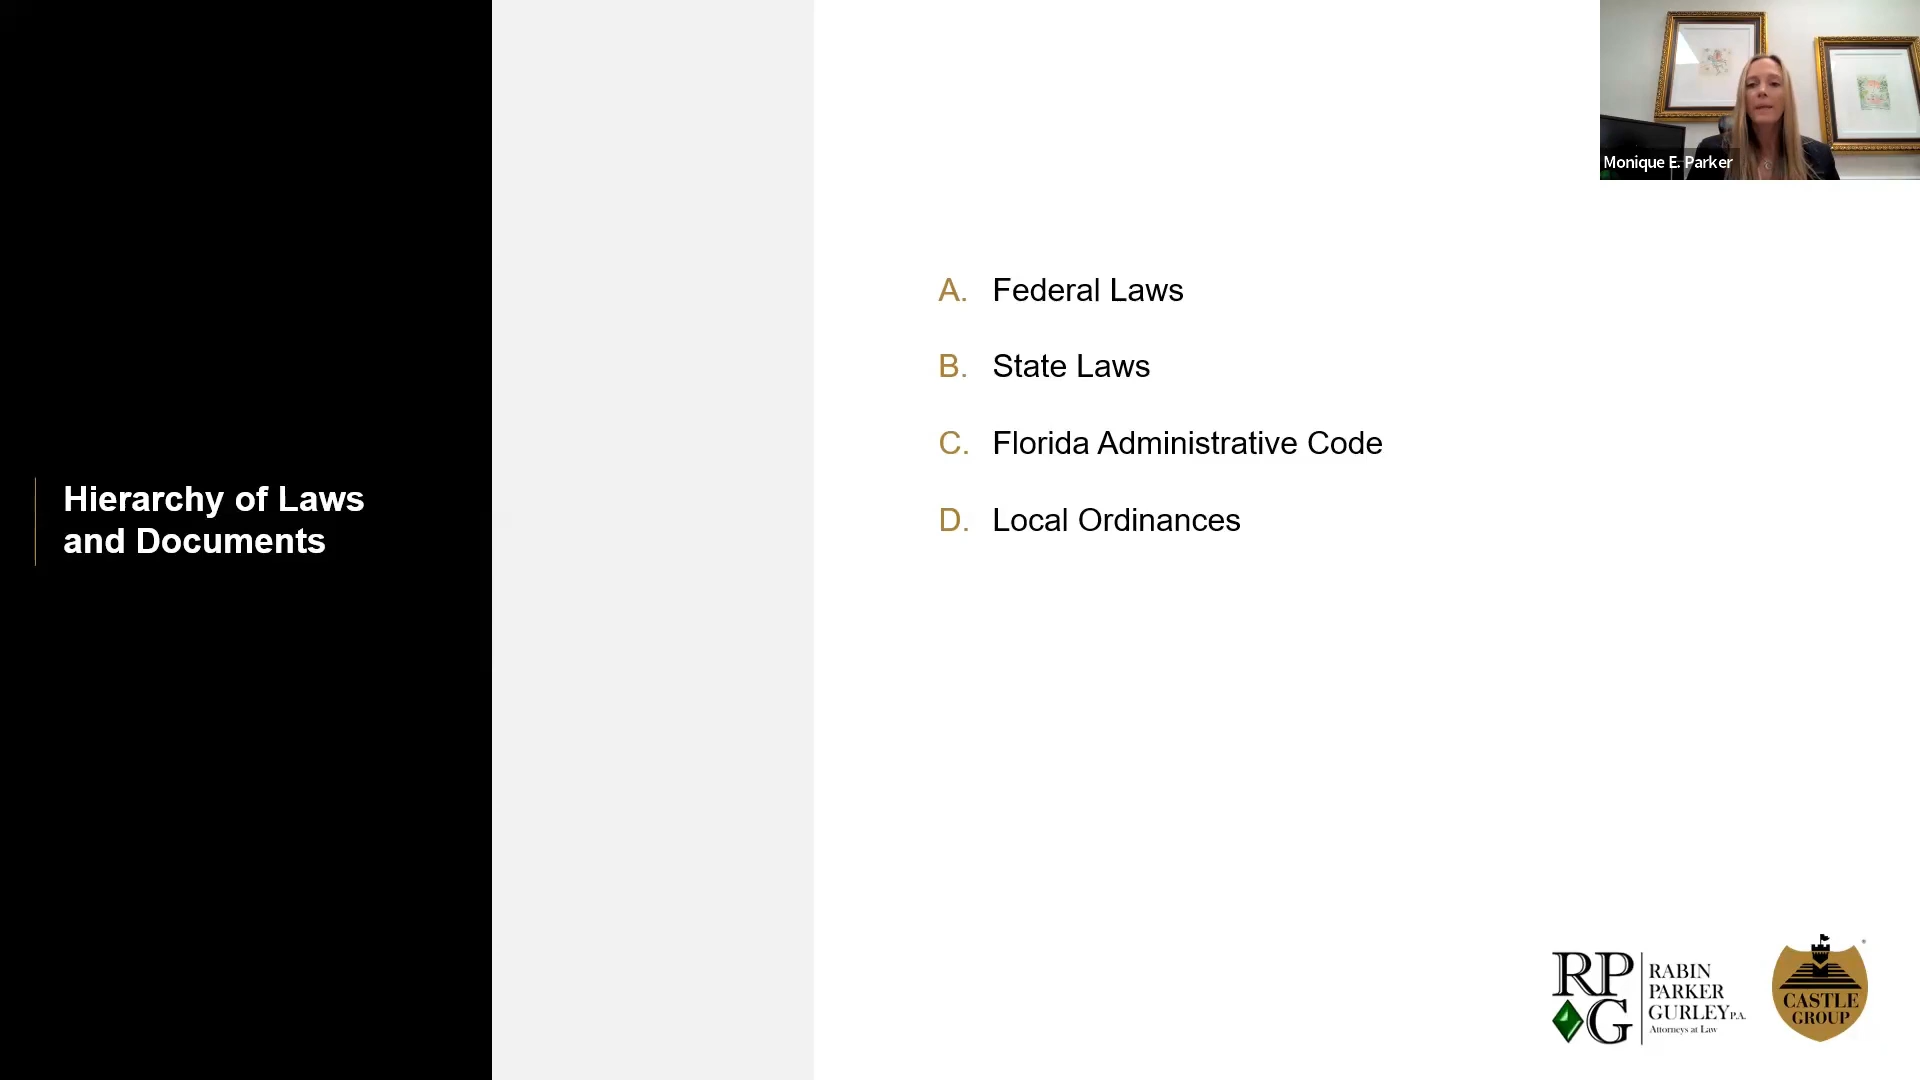 Hierarchy of Laws
and Documents
A. Federal Laws
B. State Laws
C. Florida Administrative Code
D. Local Ordinances
Monique E. Parker
RP
G
RABIN
PARKER
GURLEY P.A.
Attorneys at Law
CASTLE
GROUP
®